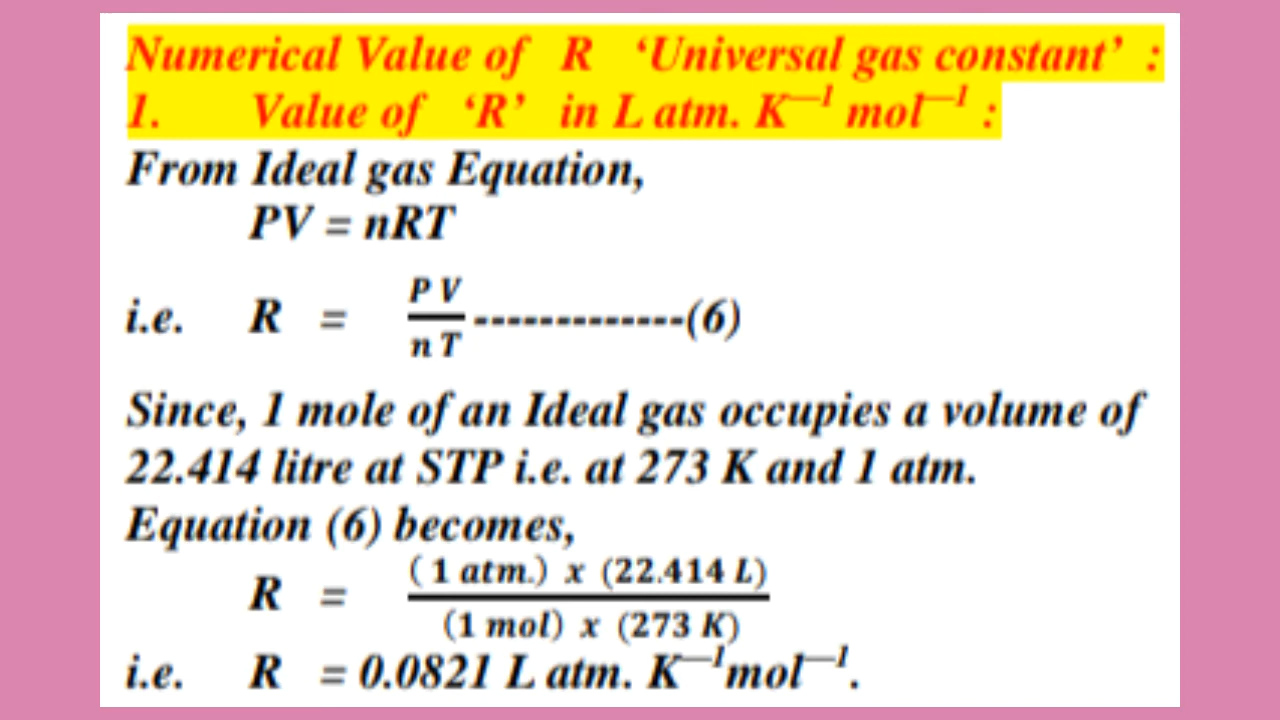 Numerical Value of R ‘Universal gas constant’ :
1. Value of ‘R’ in L atm. K⁻¹ mol⁻¹ :
From Ideal gas Equation,
PV = nRT
i.e. R = P V / n T -------------(6)
Since, 1 mole of an Ideal gas occupies a volume of
22.414 litre at STP i.e. at 273 K and 1 atm.
Equation (6) becomes,
R = (1 atm.) x (22.414 L) / (1 mol) x (273 K)
i.e. R = 0.0821 L atm. K⁻¹mol⁻¹.